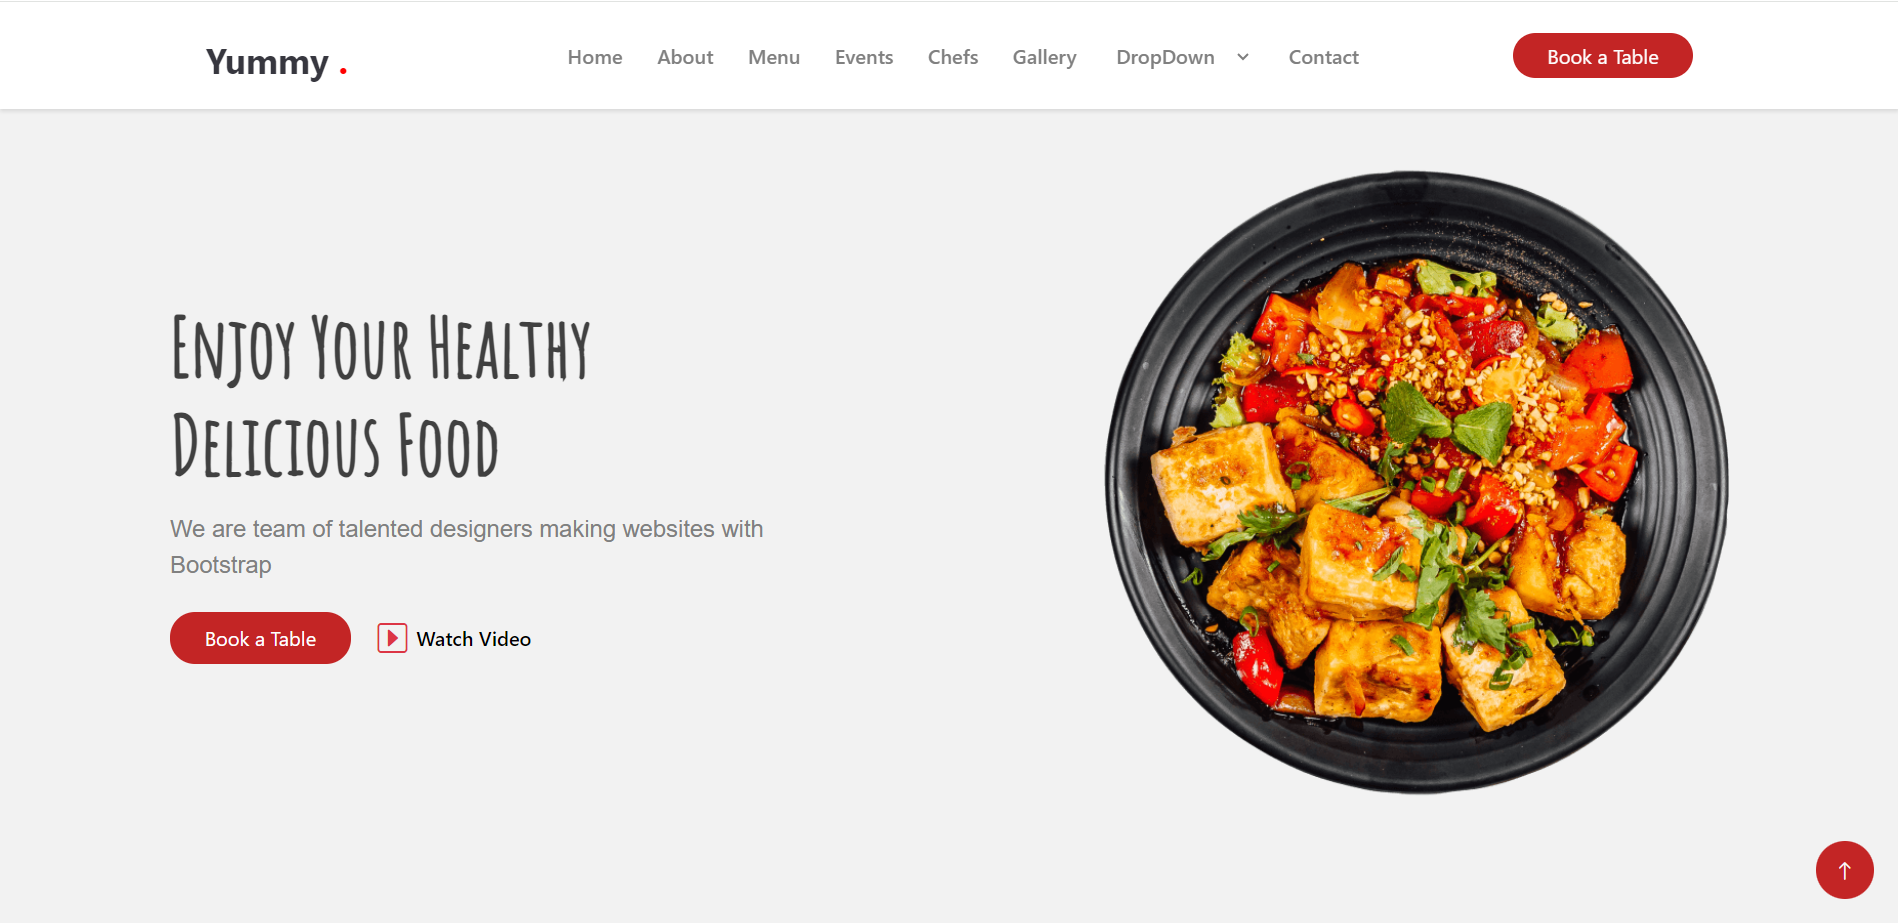 Yummy .
Home About Menu Events Chefs Gallery DropDown Contact
Book a Table
Enjoy Your Healthy
Delicious Food
We are team of talented designers making websites with
Bootstrap
Book a Table
Watch Video